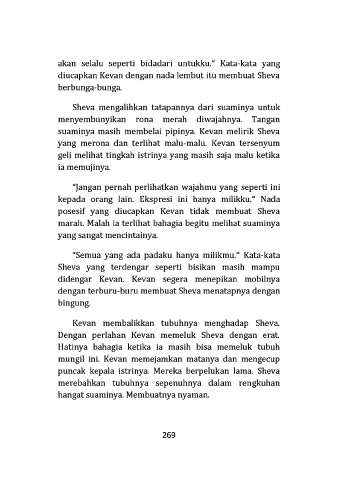 akan selalu seperti bidadari untukku.” Kata-kata yang
diucapkan Kevan dengan nada lembut itu membuat Sheva
berbunga-bunga.
Sheva mengalihkan tatapannya dari suaminya untuk
menyembunyikan rona merah diwajahnya. Tangan
suaminya masih membelai pipinya. Kevan melirik Sheva
yang merona dan terlihat malu-malu. Kevan tersenyum
geli melihat tingkah istrinya yang masih saja malu ketika
ia memujinya.
“Jangan pernah perlihatkan wajahmu yang seperti ini
kepada orang lain. Ekspresi ini hanya milikku.” Nada
posesif yang diucapkan Kevan tidak membuat Sheva
marah. Malah ia terlihat bahagia begitu melihat suaminya
yang sangat mencintainya.
“Semua yang ada padaku hanya milikmu.” Kata-kata
Sheva yang terdengar seperti bisikan masih mampu
didengar Kevan. Kevan segera menepikan mobilnya
dengan terburu-buru membuat Sheva menatapnya dengan
bingung.
Kevan membalikkan tubuhnya menghadap Sheva.
Dengan perlahan Kevan memeluk Sheva dengan erat.
Hatinya bahagia ketika ia masih bisa memeluk tubuh
mungil ini. Kevan memejamkan matanya dan mengecup
puncak kepala istrinya. Mereka berpelukan lama. Sheva
merebahkan tubuhnya sepenuhnya dalam rengkuhan
hangat suaminya. Membuatnya nyaman.
269